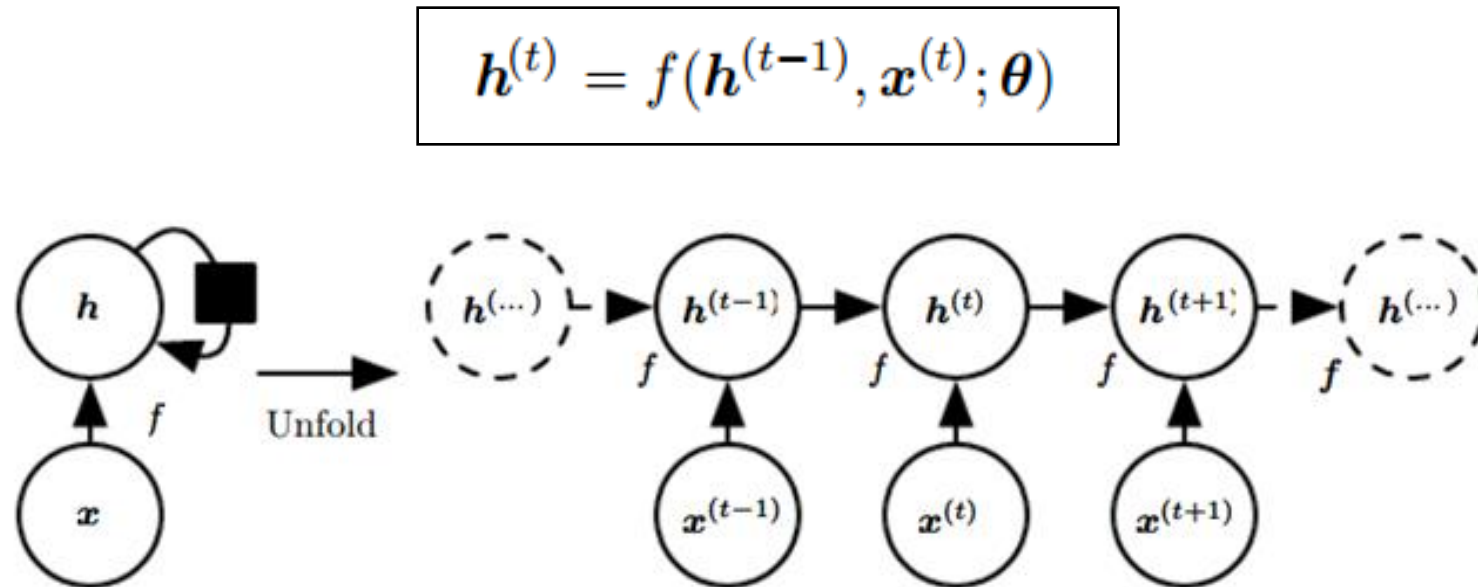 h^(t) = f(h^(t−1), x^(t); θ)
h h^(...) h^(t−1) h^(t) h^(t+1) h^(...)
f f f f f
Unfold
x x^(t−1) x^(t) x^(t+1)